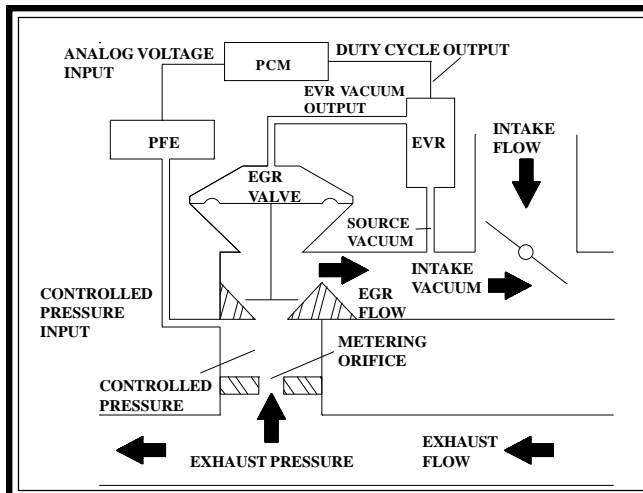 ANALOG VOLTAGE
INPUT
PCM
DUTY CYCLE OUTPUT
EVR VACUUM
OUTPUT
PFE
EVR
INTAKE
FLOW
EGR
VALVE
SOURCE
VACUUM
INTAKE
VACUUM
EGR
FLOW
CONTROLLED
PRESSURE
INPUT
METERING
ORIFICE
CONTROLLED
PRESSURE
EXHAUST PRESSURE
EXHAUST
FLOW